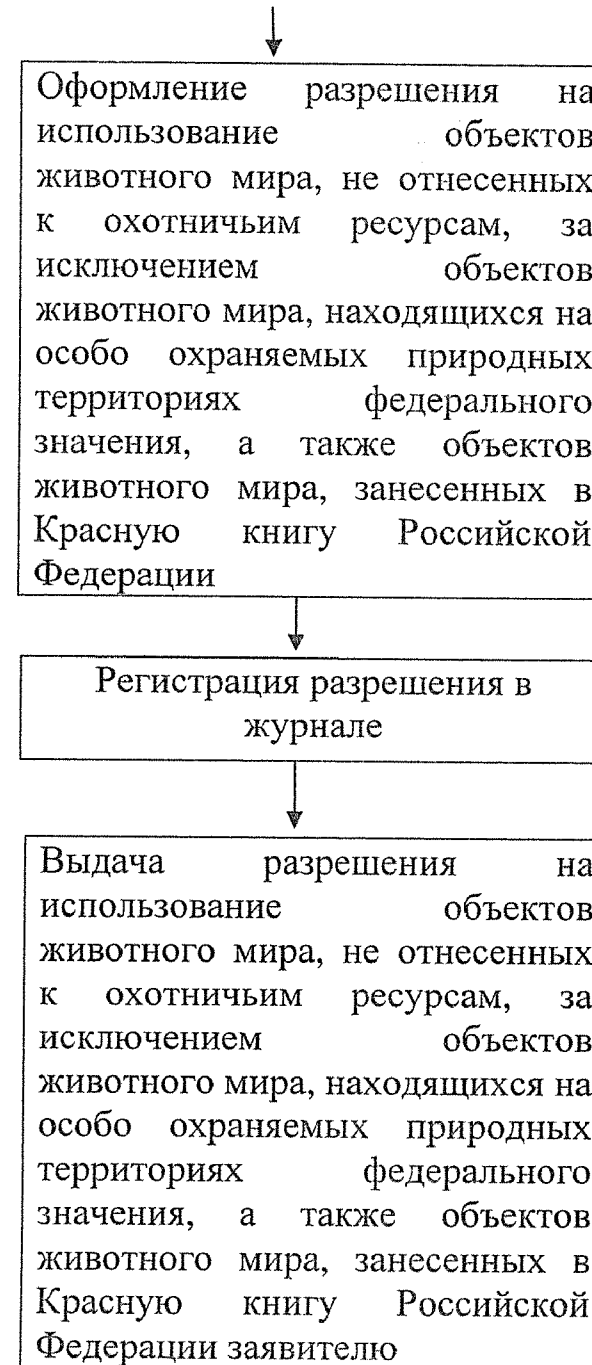 Оформление разрешения на
использование объектов
животного мира, не отнесенных
к охотничьим ресурсам, за
исключением объектов
животного мира, находящихся на
особо охраняемых природных
территориях федерального
значения, а также объектов
животного мира, занесенных в
Красную книгу Российской
Федерации
Регистрация разрешения в
журнале
Выдача разрешения на
использование объектов
животного мира, не отнесенных
к охотничьим ресурсам, за
исключением объектов
животного мира, находящихся на
особо охраняемых природных
территориях федерального
значения, а также объектов
животного мира, занесенных в
Красную книгу Российской
Федерации заявителю